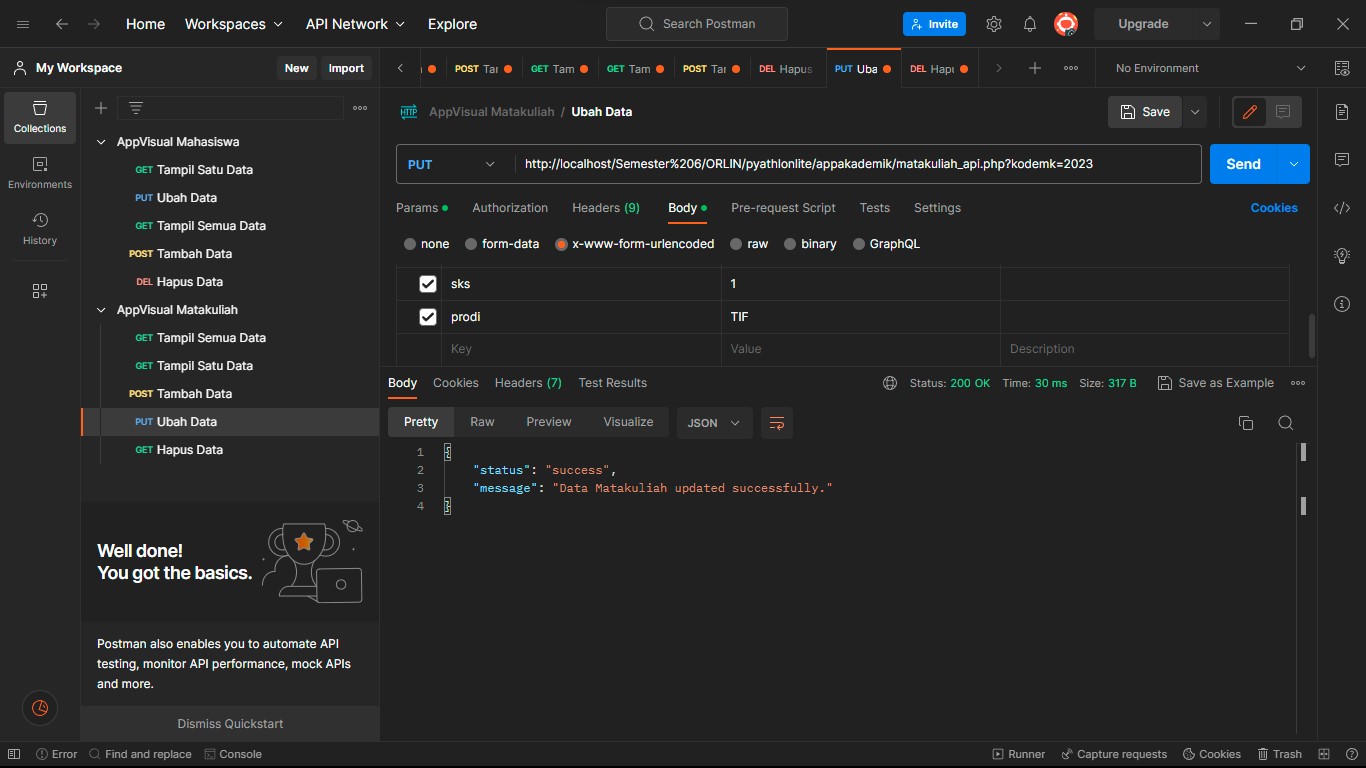 Home Workspaces API Network Explore Search Postman Invite Upgrade
My Workspace New Import
POST Tar GET Tam GET Tam POST Tar DEL Hapus PUT Uba DEL Hapu No Environment
Collections
Environments
History
AppVisual Mahasiswa
GET Tampil Satu Data
PUT Ubah Data
GET Tampil Semua Data
POST Tambah Data
DEL Hapus Data
AppVisual Matakuliah
GET Tampil Semua Data
GET Tampil Satu Data
POST Tambah Data
PUT Ubah Data
GET Hapus Data
Well done!
You got the basics.
Postman also enables you to automate API
testing, monitor API performance, mock APIs
and more.
Dismiss Quickstart
HTTP AppVisual Matakuliah / Ubah Data Save
PUT http://localhost/Semester%206/ORLIN/pyathlonlite/appakademik/matakuliah_api.php?kodemk=2023 Send
Params Authorization Headers (9) Body Pre-request Script Tests Settings Cookies
none form-data x-www-form-urlencoded raw binary GraphQL
sks 1
prodi TIF
Key Value Description
Body Cookies Headers (7) Test Results Status: 200 OK Time: 30 ms Size: 317 B Save as Example
Pretty Raw Preview Visualize JSON
1 {
2 "status": "success",
3 "message": "Data Matakuliah updated successfully."
4 }
Error Find and replace Console Runner Capture requests Cookies Trash